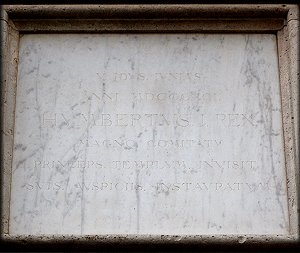 V IDVS IVNIAS
ANNI
HVMBERTVS I REX
MAGNO COMITATV
PRINCEPS TEMPLVM INVISIT
SVIS AVSPICIIS INSTAVRATVM